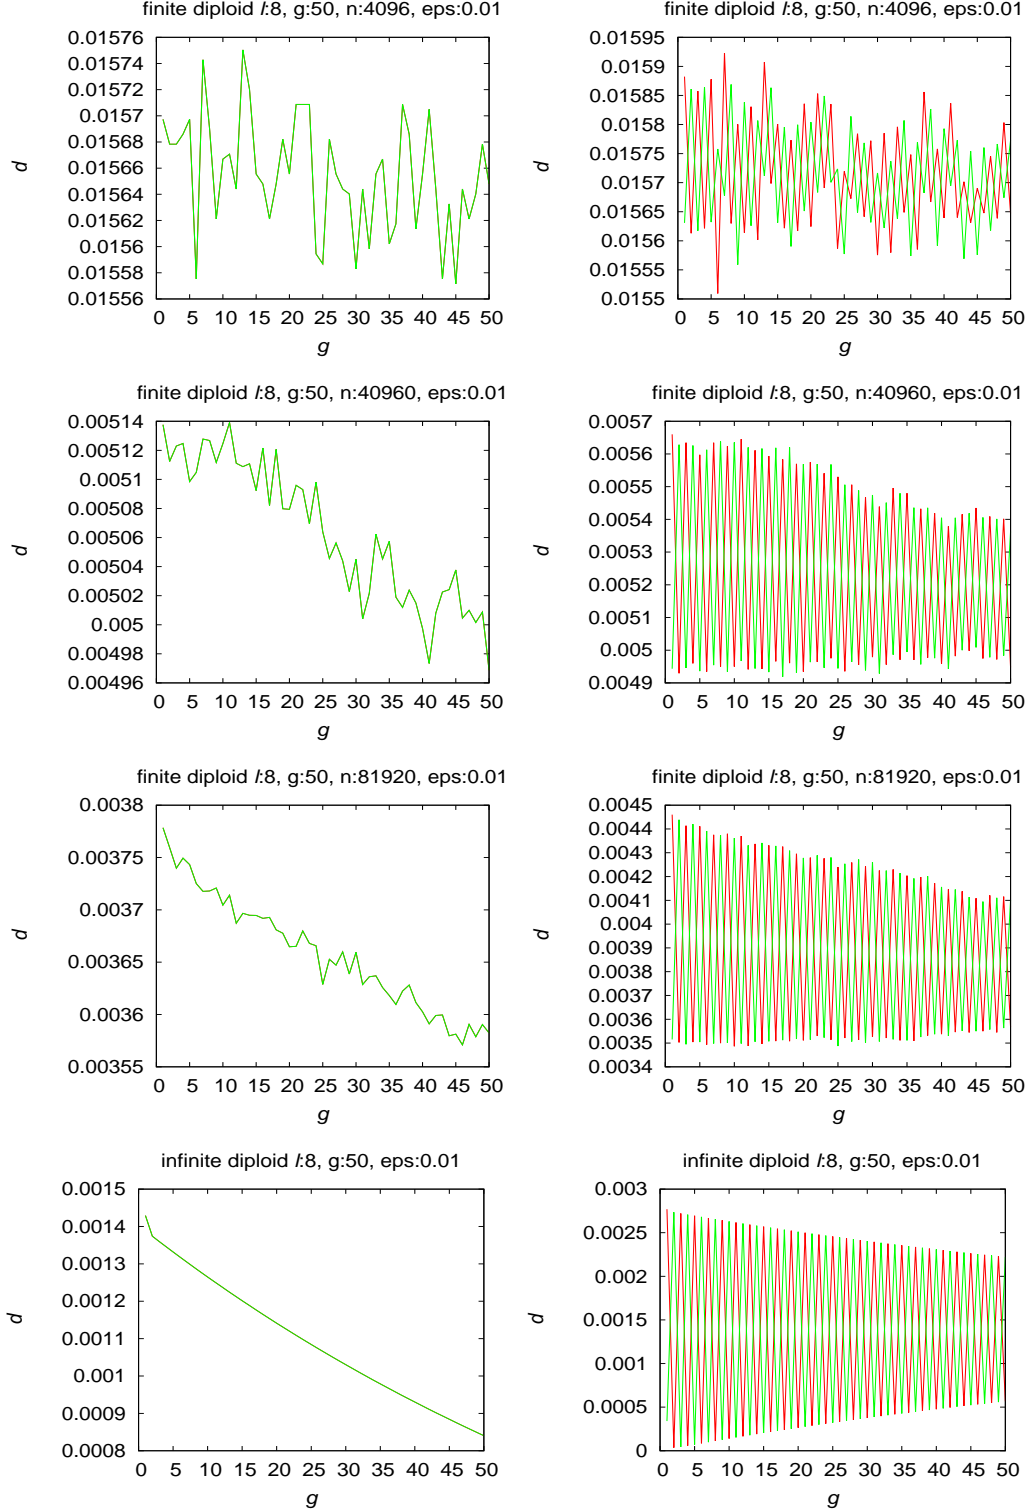 finite diploid l:8, g:50, n:4096, eps:0.01
0.01576
0.01574
0.01572
0.0157
0.01568
0.01566
0.01564
0.01562
0.0156
0.01558
0.01556
d
0 5 10 15 20 25 30 35 40 45 50
g
finite diploid l:8, g:50, n:4096, eps:0.01
0.01595
0.0159
0.01585
0.0158
0.01575
0.0157
0.01565
0.0156
0.01555
0.0155
d
0 5 10 15 20 25 30 35 40 45 50
g
finite diploid l:8, g:50, n:40960, eps:0.01
0.00514
0.00512
0.0051
0.00508
0.00506
0.00504
0.00502
0.005
0.00498
0.00496
d
0 5 10 15 20 25 30 35 40 45 50
g
finite diploid l:8, g:50, n:40960, eps:0.01
0.0057
0.0056
0.0055
0.0054
0.0053
0.0052
0.0051
0.005
0.0049
d
0 5 10 15 20 25 30 35 40 45 50
g
finite diploid l:8, g:50, n:81920, eps:0.01
0.0038
0.00375
0.0037
0.00365
0.0036
0.00355
d
0 5 10 15 20 25 30 35 40 45 50
g
finite diploid l:8, g:50, n:81920, eps:0.01
0.0045
0.0044
0.0043
0.0042
0.0041
0.004
0.0039
0.0038
0.0037
0.0036
0.0035
0.0034
d
0 5 10 15 20 25 30 35 40 45 50
g
infinite diploid l:8, g:50, eps:0.01
0.0015
0.0014
0.0013
0.0012
0.0011
0.001
0.0009
0.0008
d
0 5 10 15 20 25 30 35 40 45 50
g
infinite diploid l:8, g:50, eps:0.01
0.003
0.0025
0.002
0.0015
0.001
0.0005
0
d
0 5 10 15 20 25 30 35 40 45 50
g